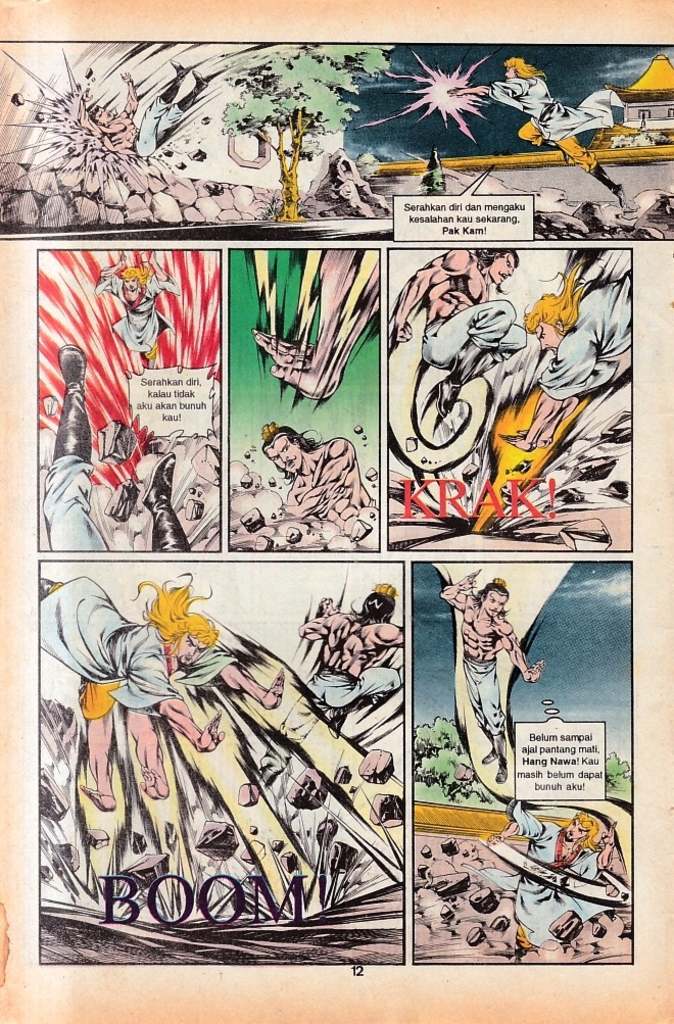 Serahkan diri dan mengaku
kesalahan kau sekarang,
Pak Kam!
Serahkan diri,
kalau tidak
aku akan bunuh
kau!
KRAK!
BOOM!
Belum sampai
ajal pantang mati,
Hang Nawa! Kau
masih belum dapat
bunuh aku!
12